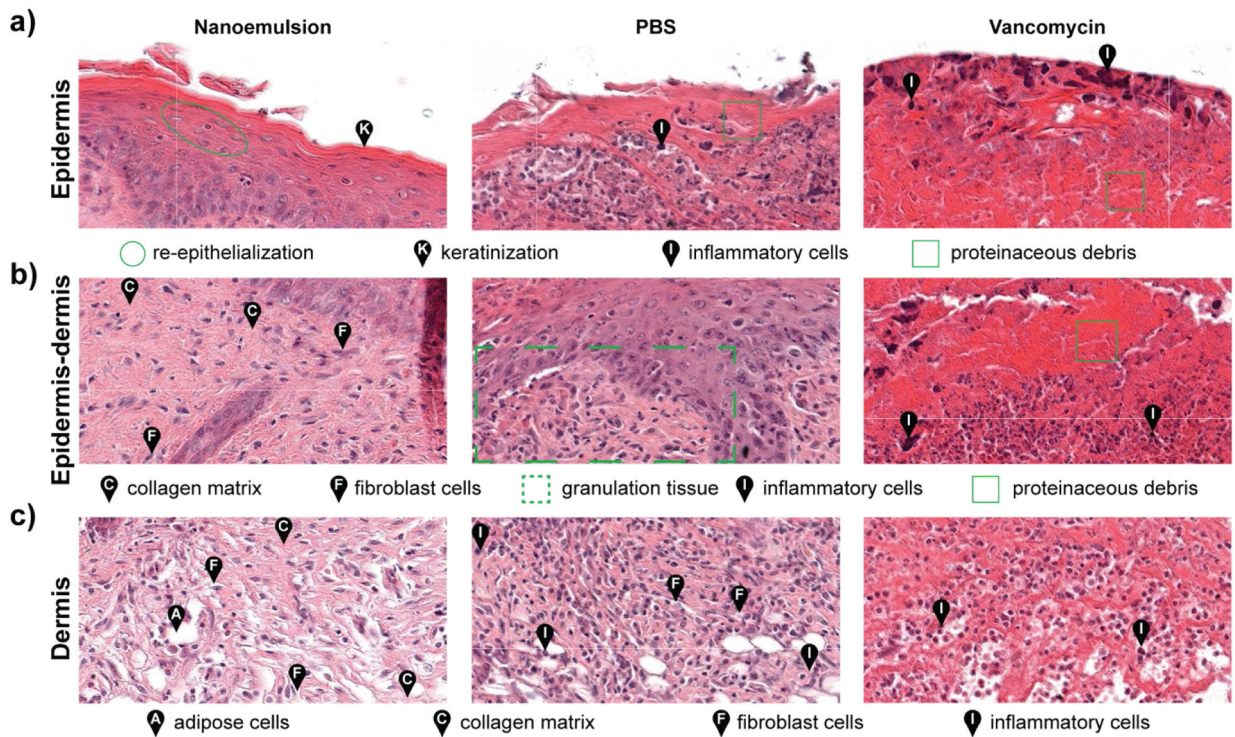 a)
Nanoemulsion
PBS
Vancomycin
Epidermis
K
I
I
I
K
I
re-epithelialization
keratinization
inflammatory cells
proteinaceous debris
b)
Epidermis-dermis
C
C
F
F
I
I
C
F
I
collagen matrix
fibroblast cells
granulation tissue
inflammatory cells
proteinaceous debris
c)
Dermis
C
F
A
F
C
I
F
F
I
I
I
I
A
C
F
I
adipose cells
collagen matrix
fibroblast cells
inflammatory cells